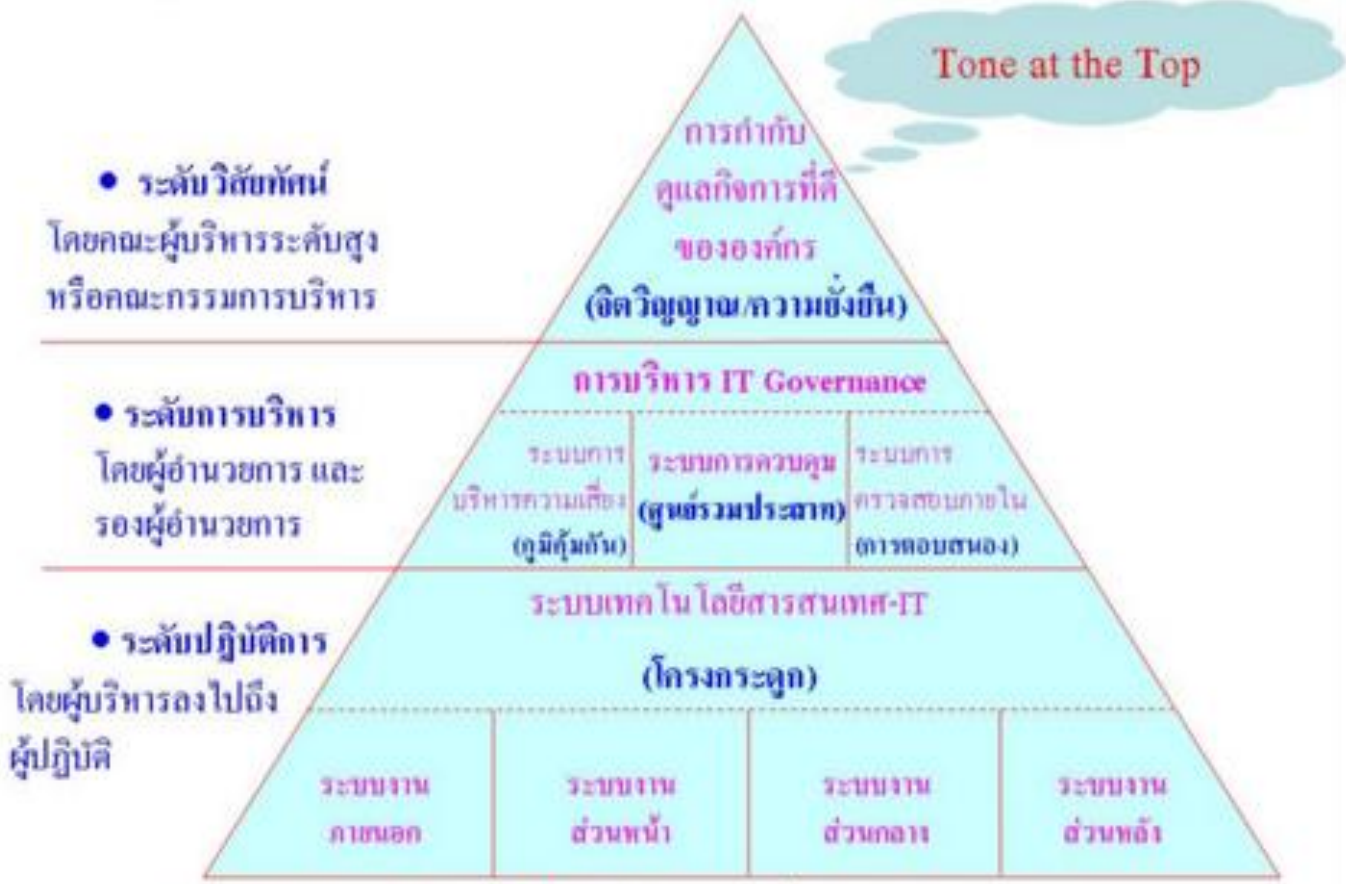 Tone at the Top
การกำกับ
ดูแลกิจการที่ดี
ขององค์กร
(จิตวิญญาณ/ความยั่งยืน)
● ระดับวิสัยทัศน์
โดยคณะผู้บริหารระดับสูง
หรือคณะกรรมการบริหาร
การบริหาร IT Governance
● ระดับการบริหาร
โดยผู้อำนวยการ และ
รองผู้อำนวยการ
ระบบการ
บริหารความเสี่ยง
(ภูมิคุ้มกัน)
ระบบการควบคุม
(ศูนย์รวมประสาท)
ระบบการ
ตรวจสอบภายใน
(การตอบสนอง)
● ระดับปฏิบัติการ
โดยผู้บริหารลงไปถึง
ผู้ปฏิบัติ
ระบบเทคโนโลยีสารสนเทศ-IT
(โครงกระดูก)
ระบบงาน
ภายนอก
ระบบงาน
ส่วนหน้า
ระบบงาน
ส่วนกลาง
ระบบงาน
ส่วนหลัง